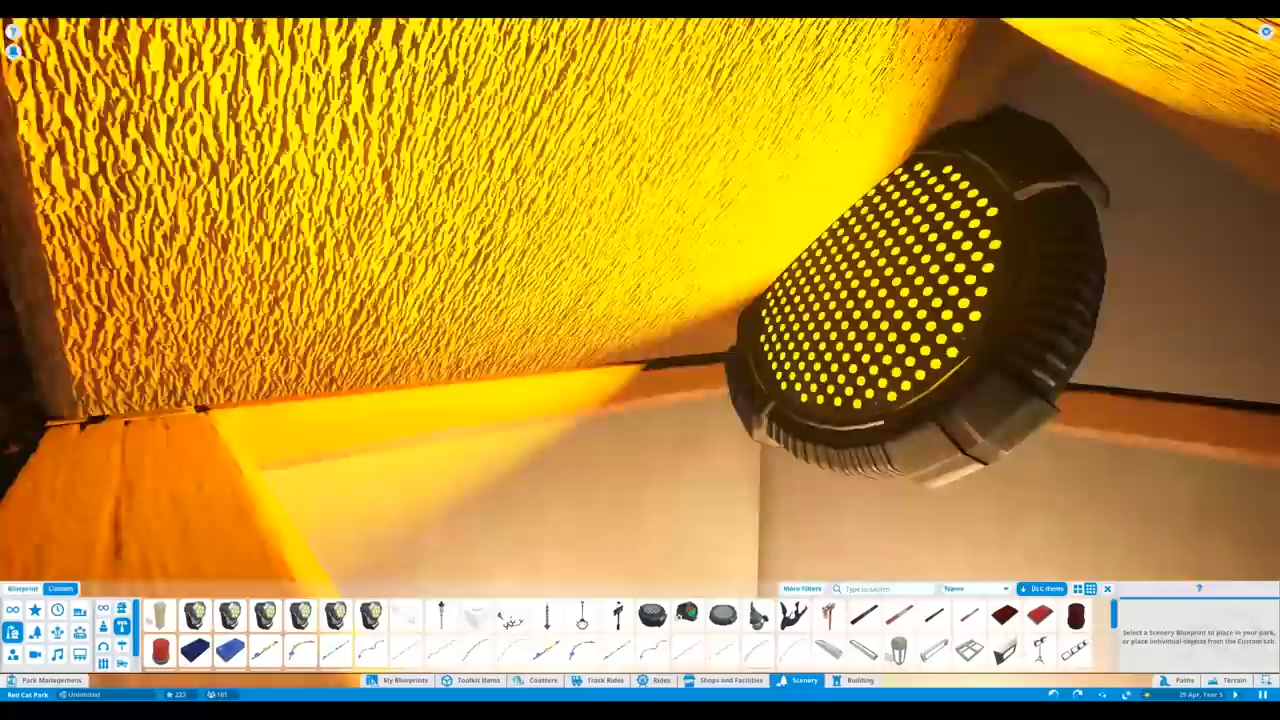 Blueprint Custom More Filters Type to Search Name DLC Items
?
Select a Scenery Blueprint to place in your park,
or place individual objects from the Custom tab
Park Management My Blueprints Toolkit Items Coasters Track Rides Rides Shops and Facilities Scenery Building Paths Terrain
Red Cat Park Unlimited 223 181 29 Apr, Year 5